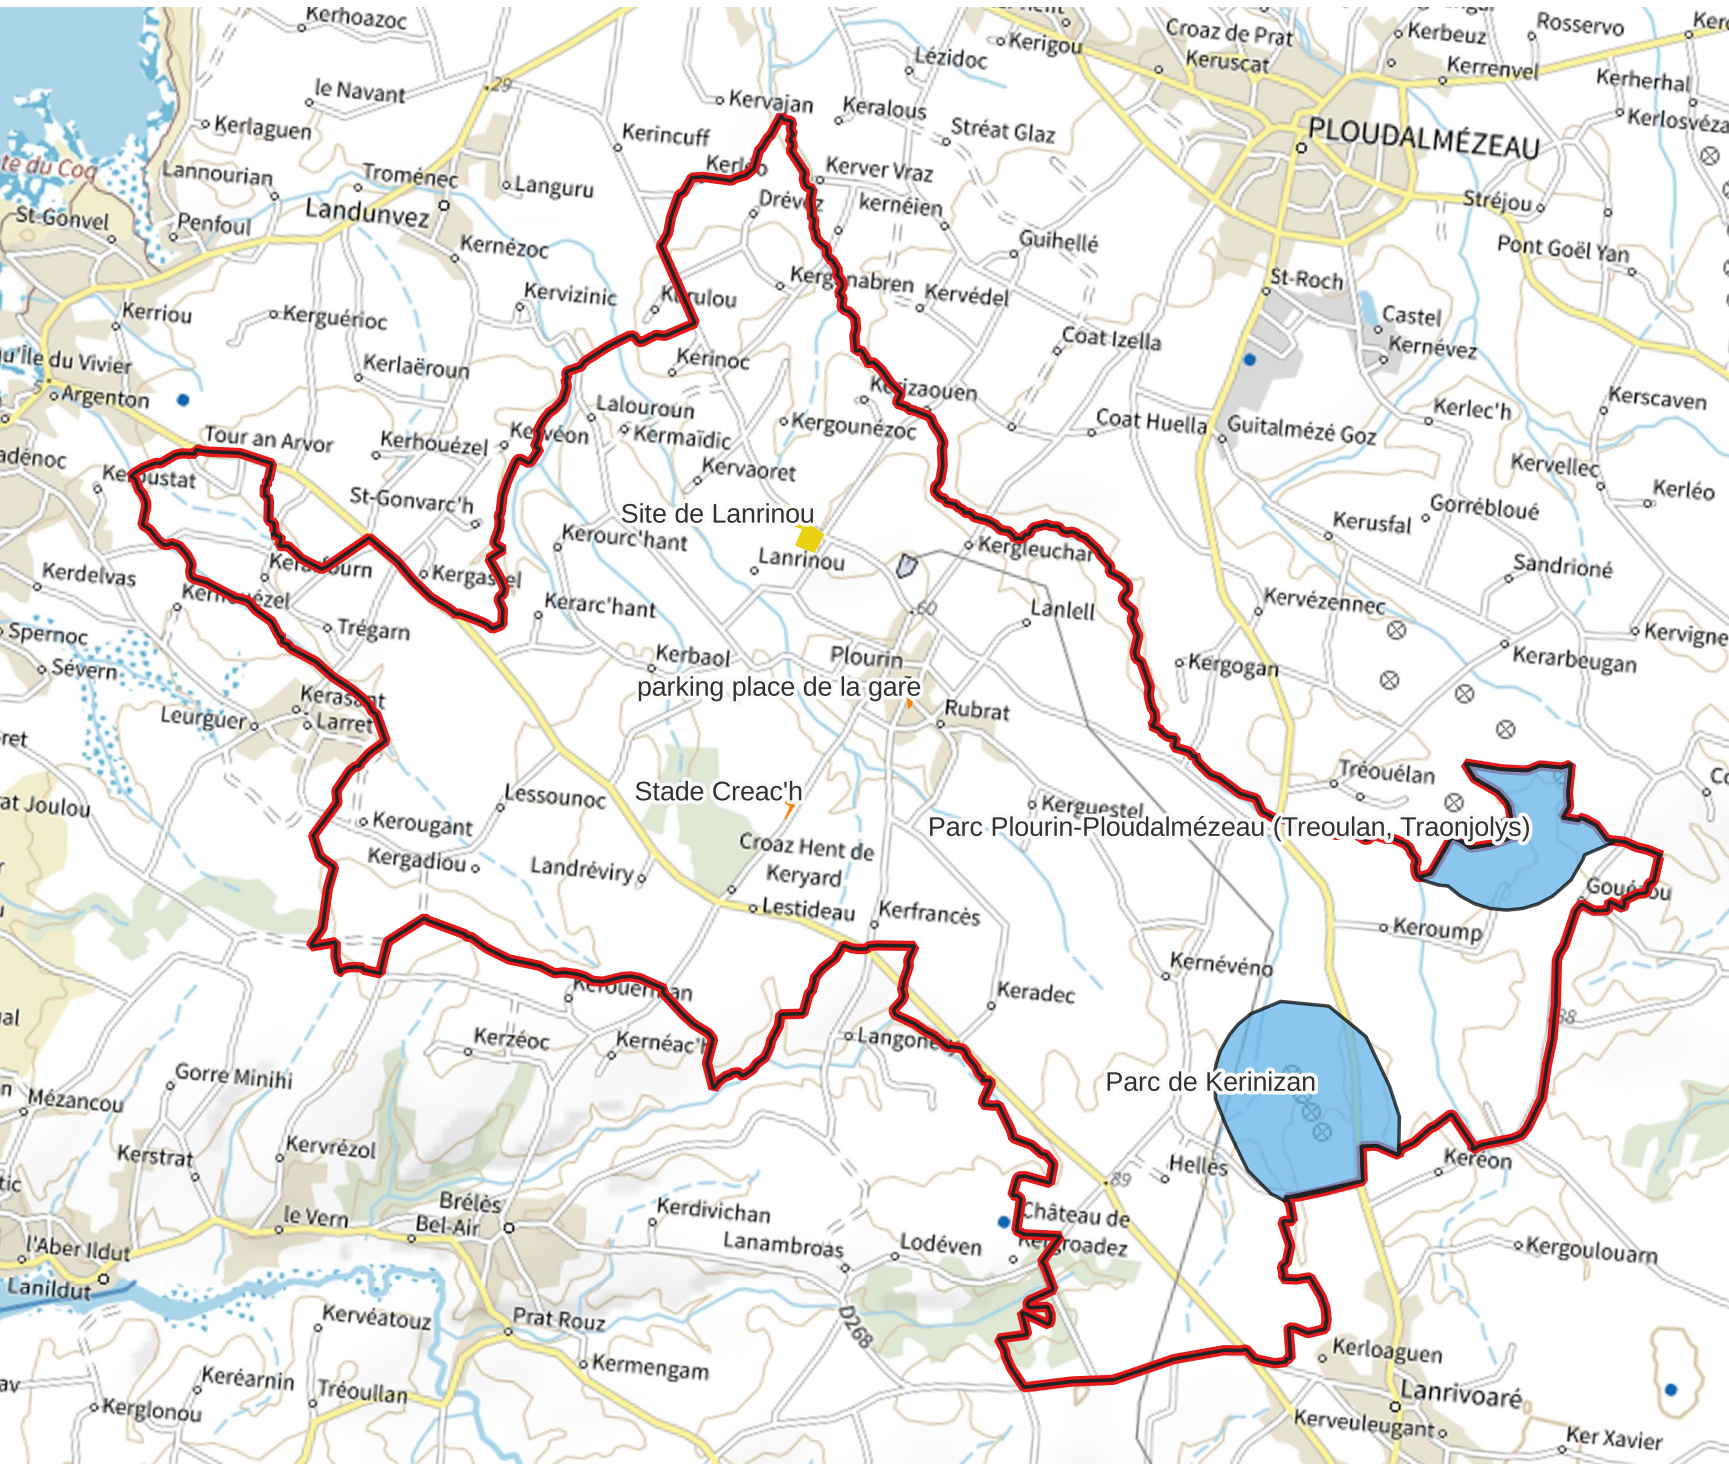 Kerhoazoc
le Navant
Kerlaguen
Lannourian
Troménec
Languru
Landunvez
St-Gonvel
Penfoul
Kernézoc
Kervizinic
Kerriou
Kerguérioc
Kerlaëroun
Argenton
Tour an Arvor
Kerhouézel
St-Gonvarc'h
Kerdelvas
Trégarn
Spernoc
Sévern
Leurguer
Larret
29
Kervajan
Keralous
Lézidoc
Kerigou
Stréat Glaz
Kerincuff
Kerver Vraz
kernéien
Guihellé
Kervédel
Coat Izella
Kerinoc
Lalouroun
Kermaïdic
Kergounézoc
Kervaoret
Coat Huella
Guitalmézé Goz
Croaz de Prat
Keruscat
Kerbeuz
Kerrenvel
Rosservo
Kerherhal
PLOUDALMÉZEAU
Stréjou
Pont Goël Yan
St-Roch
Castel
Kernévez
Kerlec'h
Kerscaven
Kervellec
Kerléo
Gorrébloué
Kerusfal
Sandrioné
Kervézennec
Kerarbeugan
Kergogan
Site de Lanrinou
Lanrinou
Kerourc'hant
Kerarc'hant
Kergleuchar
Lanlell
60
Plourin
Kerbaol
parking place de la gare
Rubrat
Stade Creac'h
Lessounoc
Kerougant
Kergadiou
Landréviry
Croaz Hent de
Keryard
Lestideau
Kerfrancès
Kerguestel
Tréouélan
Parc Plourin-Ploudalmézeau (Treoulan, Traonjolys)
Keroump
Kernévéno
Keradec
Kerzéoc
Gorre Minihi
Mézancou
Kervrézol
Kerstrat
Brélès
Bel-Air
le Vern
l'Aber Ildut
Lanildut
Kervéatouz
Prat Rouz
Kermengam
Keréarnin
Tréoullan
Kerglonou
Kerdivichan
Lanambroas
Lodéven
D268
Château de
Parc de Kerinizan
Hellès
89
Keréon
Kergoulouarn
Kerloaguen
Lanrivoaré
Kerveuleugant
Ker Xavier